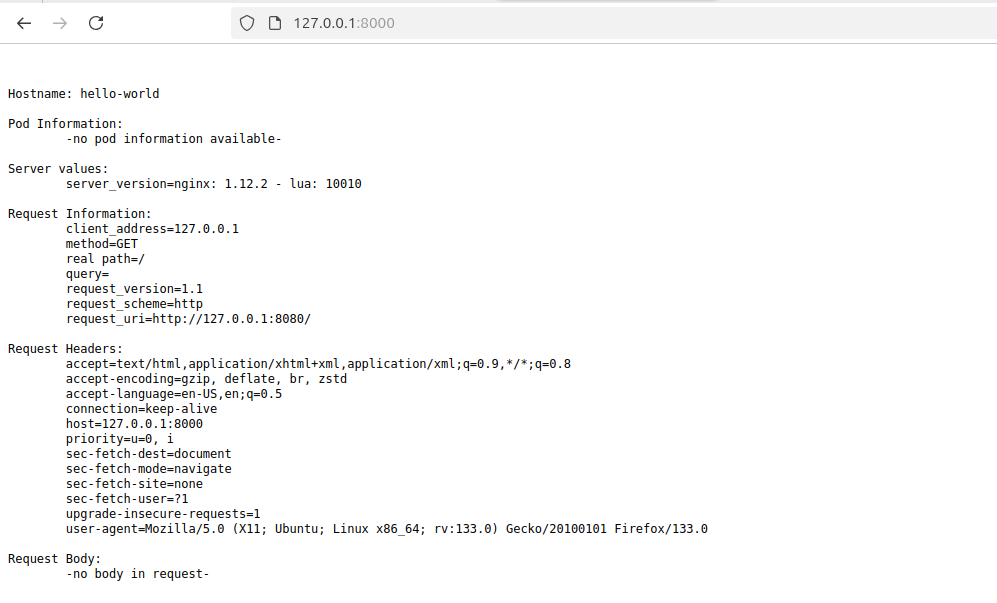 127.0.0.1:8000
Hostname: hello-world
Pod Information:
-no pod information available-
Server values:
server_version=nginx: 1.12.2 - lua: 10010
Request Information:
client_address=127.0.0.1
method=GET
real path=/
query=
request_version=1.1
request_scheme=http
request_uri=http://127.0.0.1:8080/
Request Headers:
accept=text/html,application/xhtml+xml,application/xml;q=0.9,*/*;q=0.8
accept-encoding=gzip, deflate, br, zstd
accept-language=en-US,en;q=0.5
connection=keep-alive
host=127.0.0.1:8000
priority=u=0, i
sec-fetch-dest=document
sec-fetch-mode=navigate
sec-fetch-site=none
sec-fetch-user=?1
upgrade-insecure-requests=1
user-agent=Mozilla/5.0 (X11; Ubuntu; Linux x86_64; rv:133.0) Gecko/20100101 Firefox/133.0
Request Body:
-no body in request-